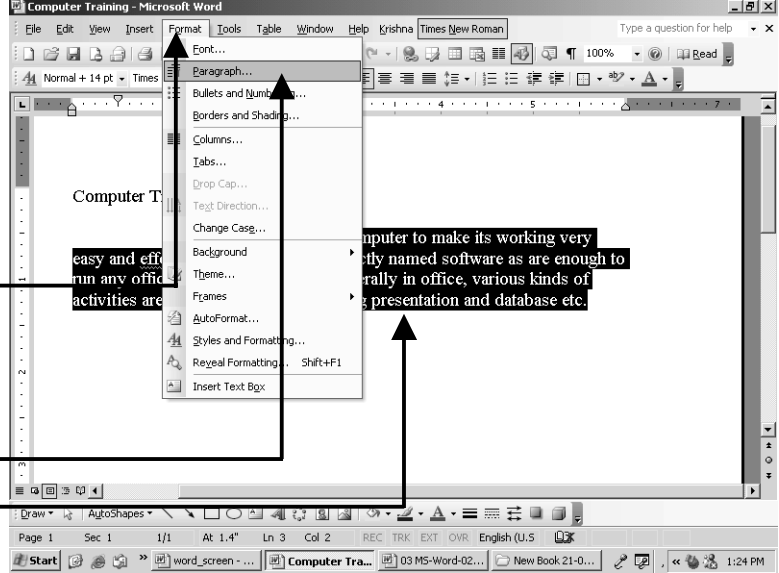 Computer Training - Microsoft Word
File Edit View Insert Format Tools Table Window Help Krishna Times New Roman Type a question for help
100% Read
Normal + 14 pt Times
Font...
Paragraph...
Bullets and Numbering...
Borders and Shading...
Columns...
Tabs...
Drop Cap...
Text Direction...
Change Case...
Background
Theme...
Frames
AutoFormat...
Styles and Formatting...
Reveal Formatting... Shift+F1
Insert Text Box
4 5 7
Computer T
mputer to make its working very
easy and effe ctly named software as are enough to
run any offic erally in office, various kinds of
activities are g presentation and database etc.
Draw AutoShapes
Page 1 Sec 1 1/1 At 1.4" Ln 3 Col 2 REC TRK EXT OVR English (U.S
Start word_screen - ... Computer Tra... 03 MS-Word-02... New Book 21-0... 1:24 PM